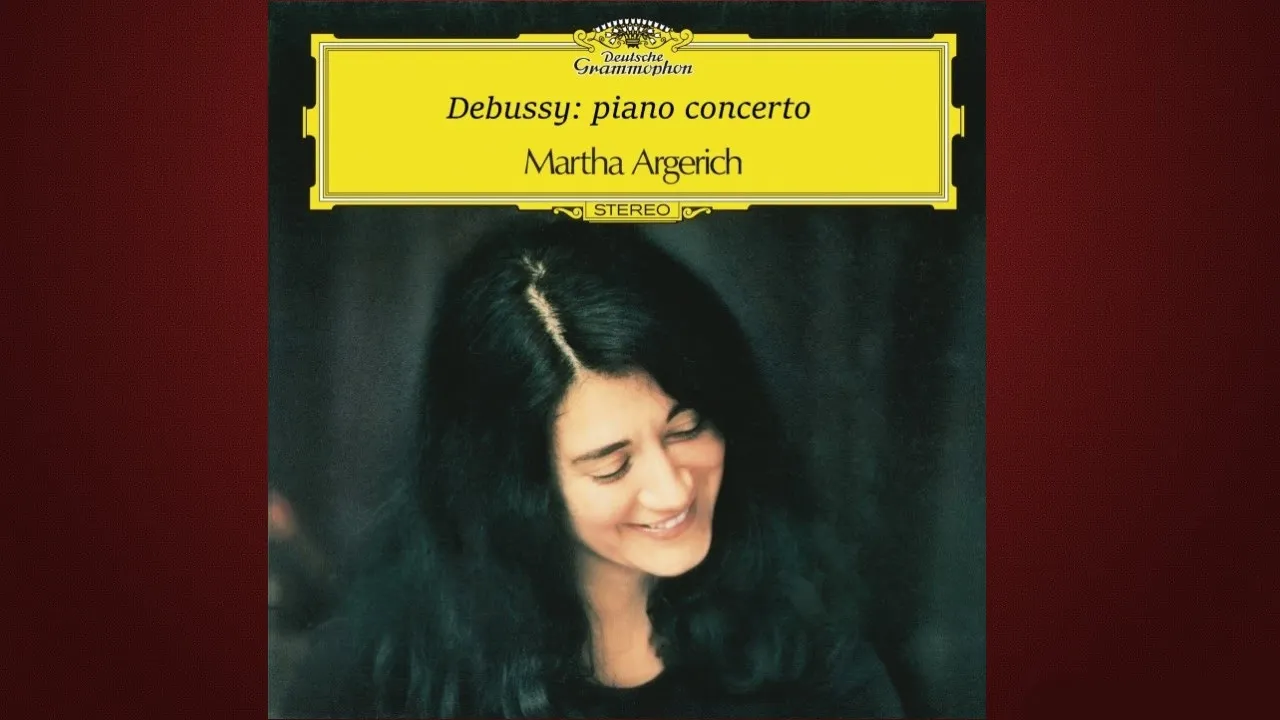 Deutsche
Grammophon
Debussy: piano concerto
Martha Argerich
STEREO